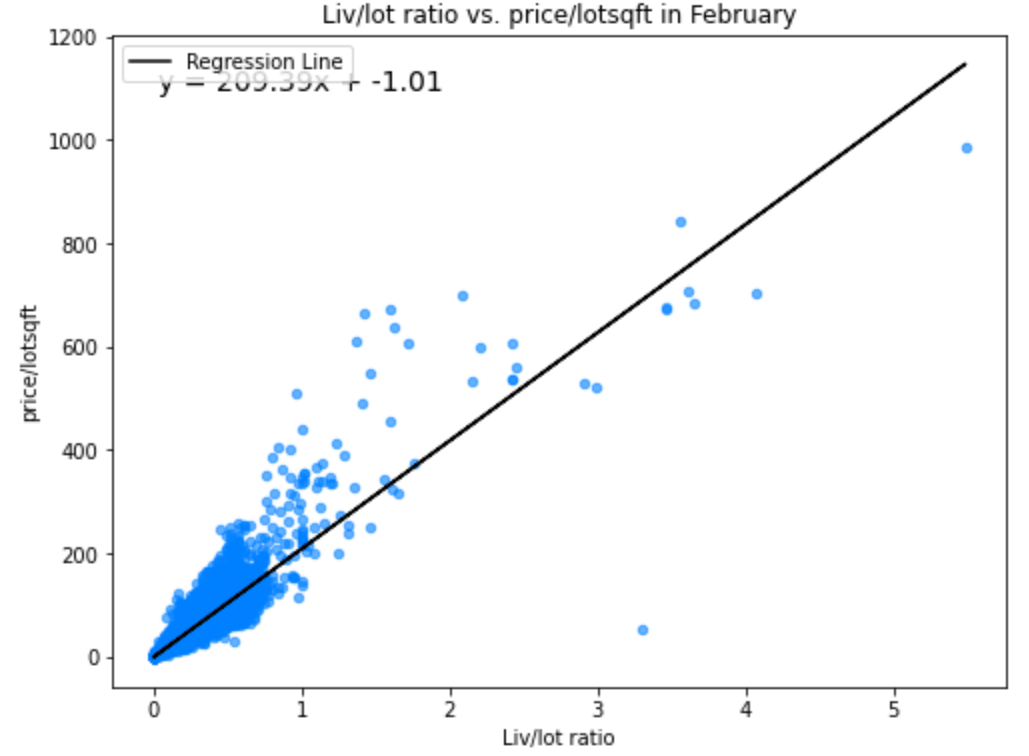 Liv/lot ratio vs. price/lotsqft in February
Regression Line
y = 209.39x + -1.01
1200
1000
800
600
400
200
0
price/lotsqft
0 1 2 3 4 5
Liv/lot ratio